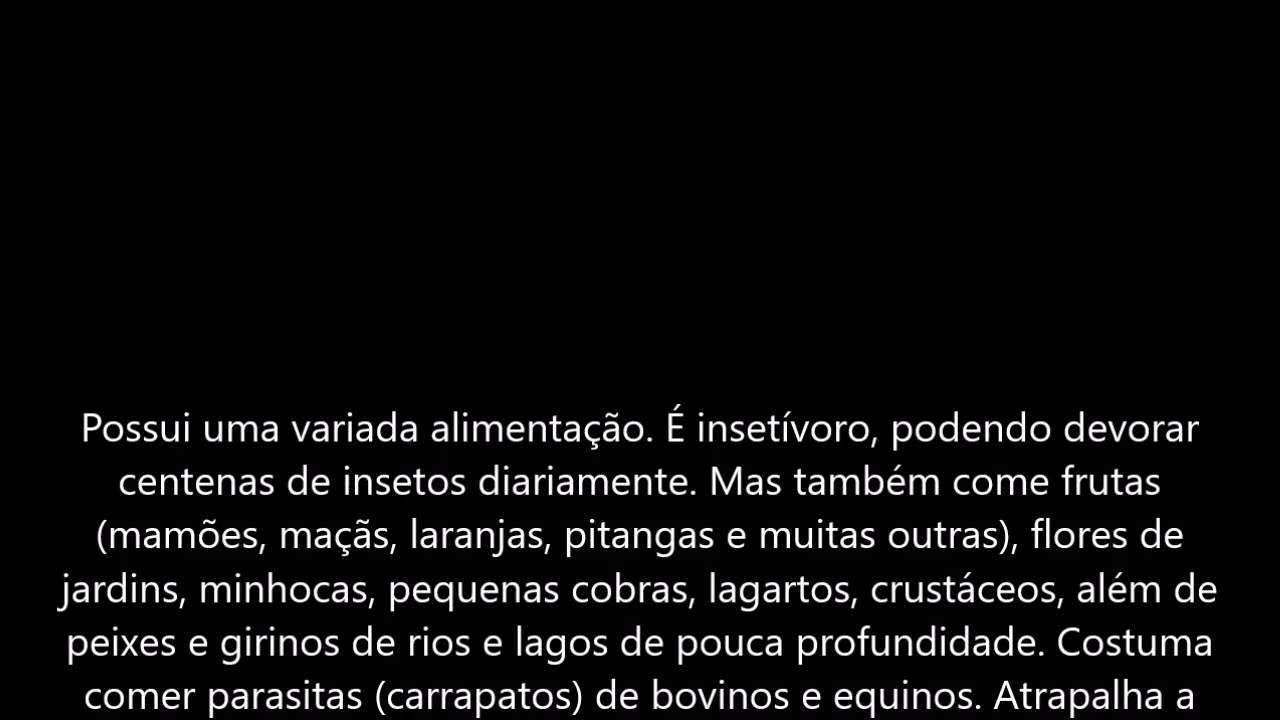 Possui uma variada alimentação. É insetívoro, podendo devorar
centenas de insetos diariamente. Mas também come frutas
(mamões, maçãs, laranjas, pitangas e muitas outras), flores de
jardins, minhocas, pequenas cobras, lagartos, crustáceos, além de
peixes e girinos de rios e lagos de pouca profundidade. Costuma
comer parasitas (carrapatos) de bovinos e equinos. Atrapalha a